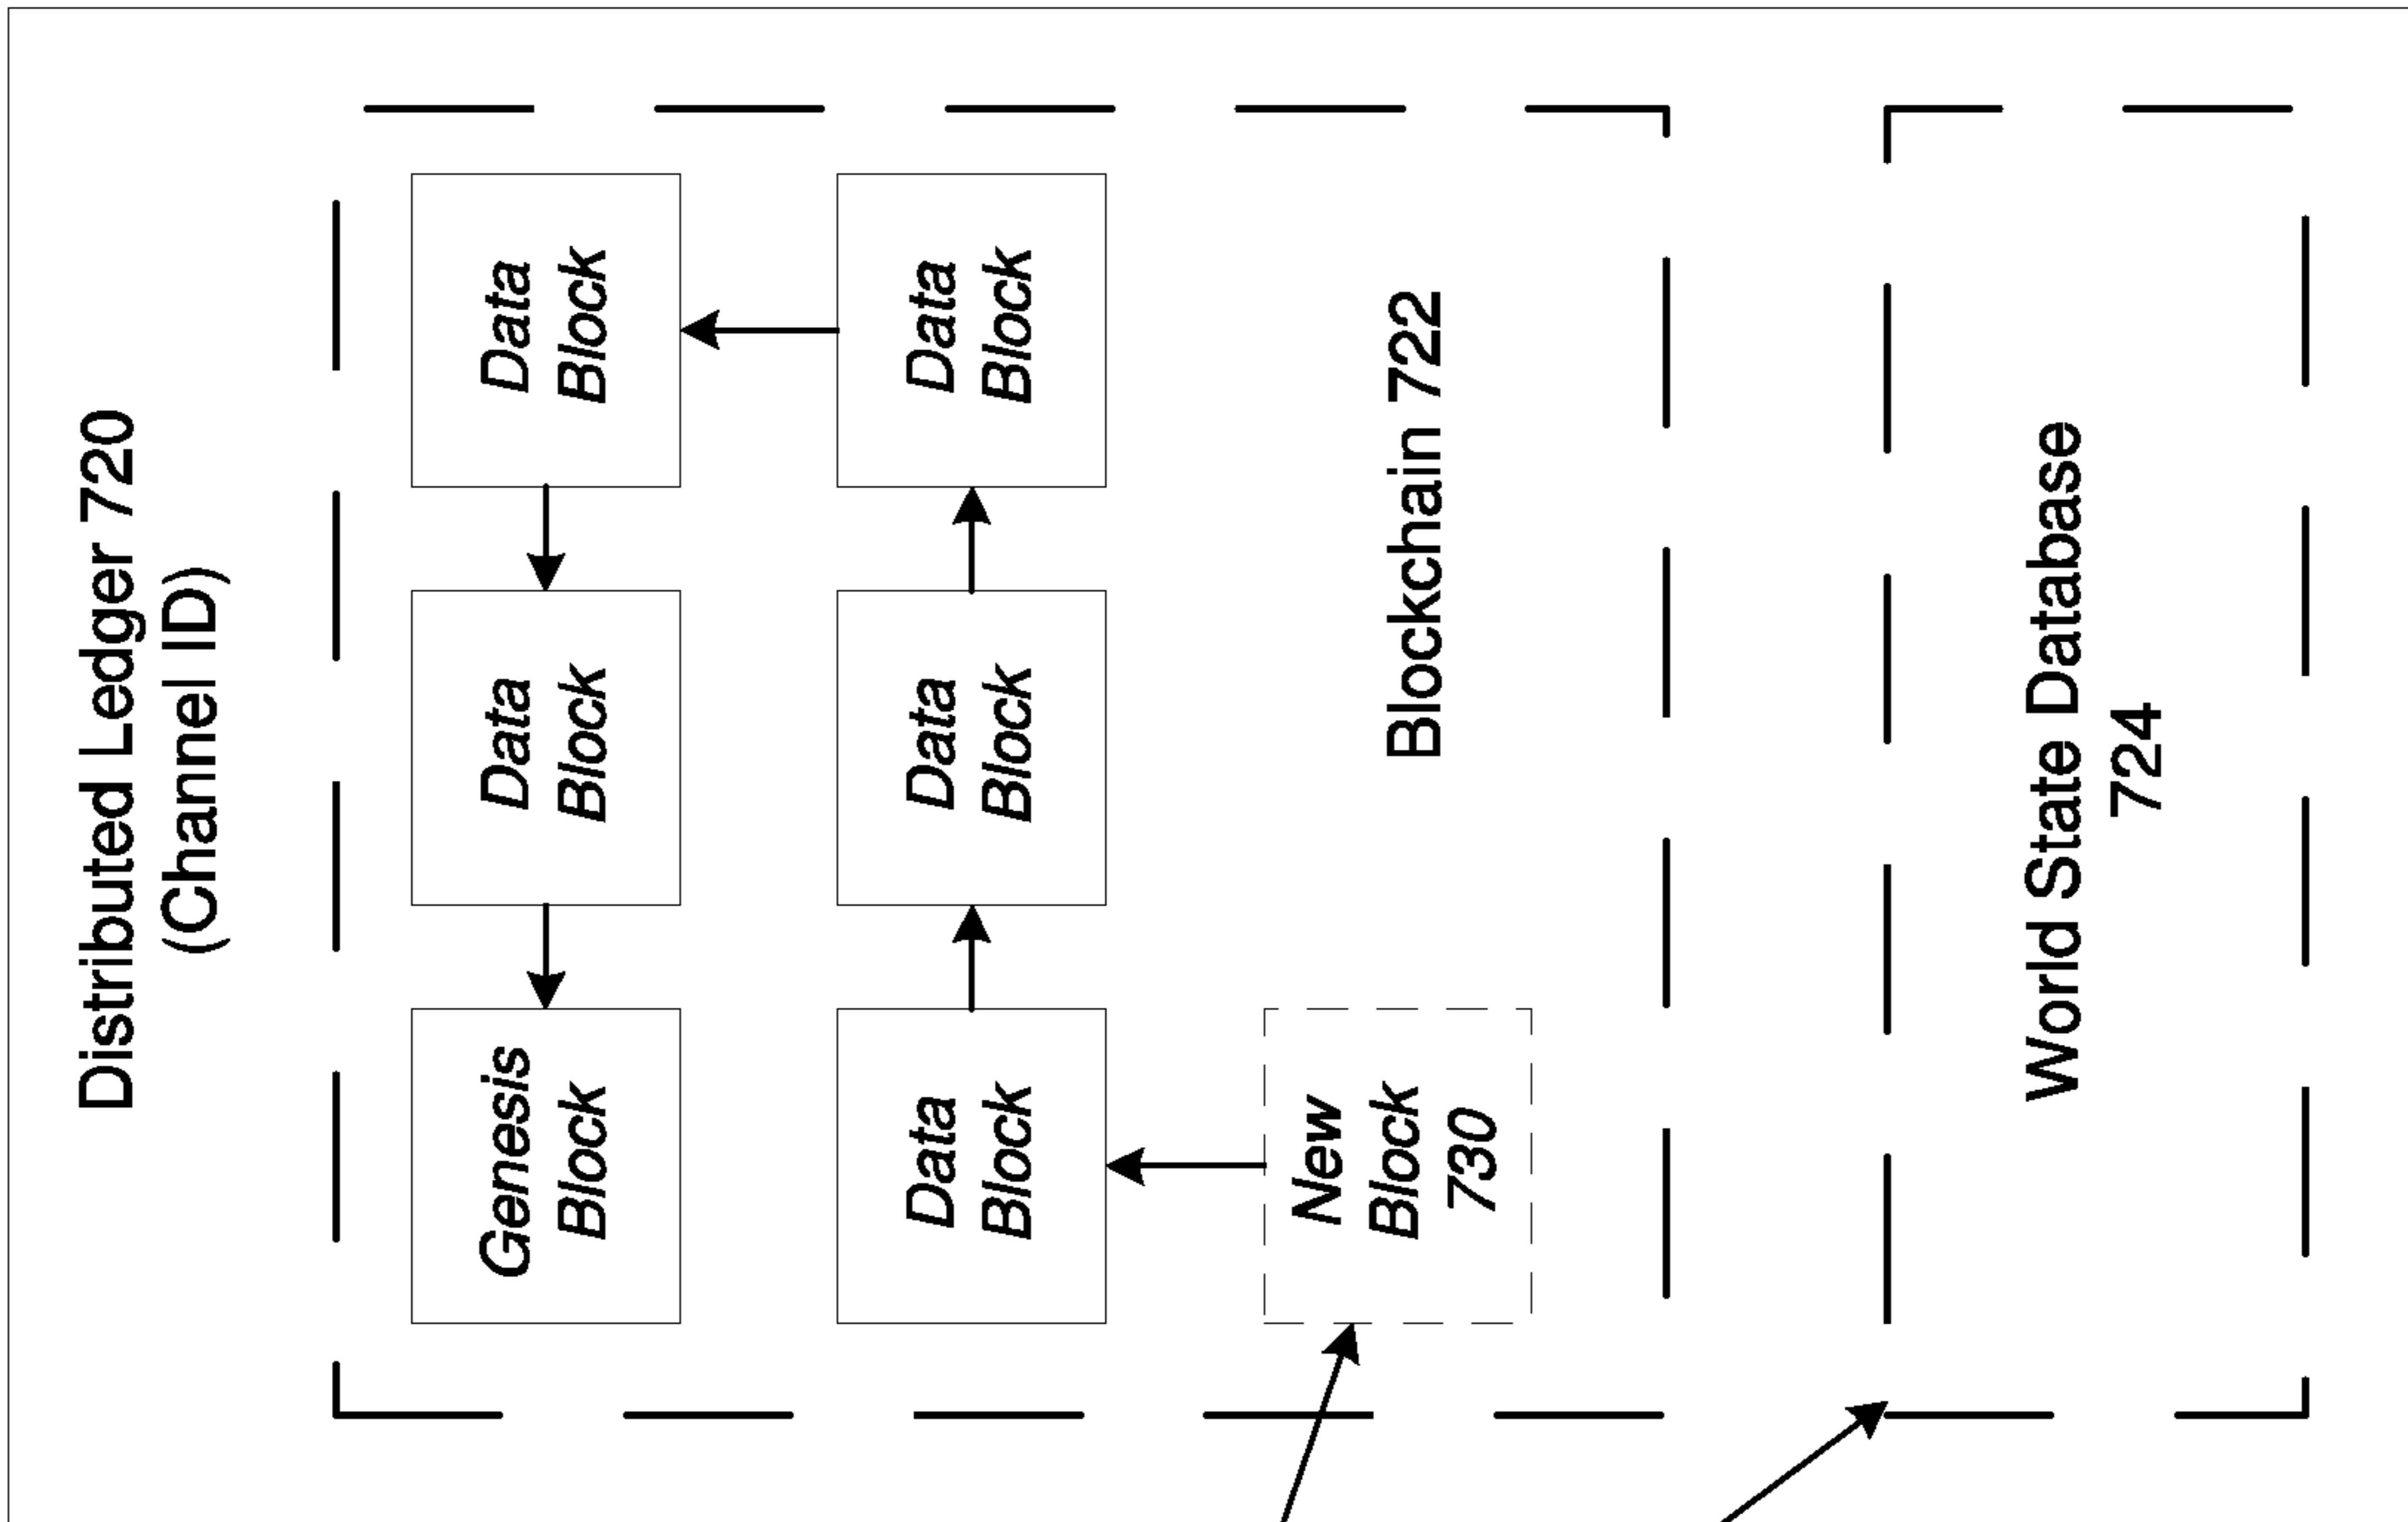 Distributed Ledger 720
(Channel ID)
Genesis
Block
Data
Block
Data
Block
Data
Block
Data
Block
Data
Block
New
Block
730
Blockchain 722
World State Database
724